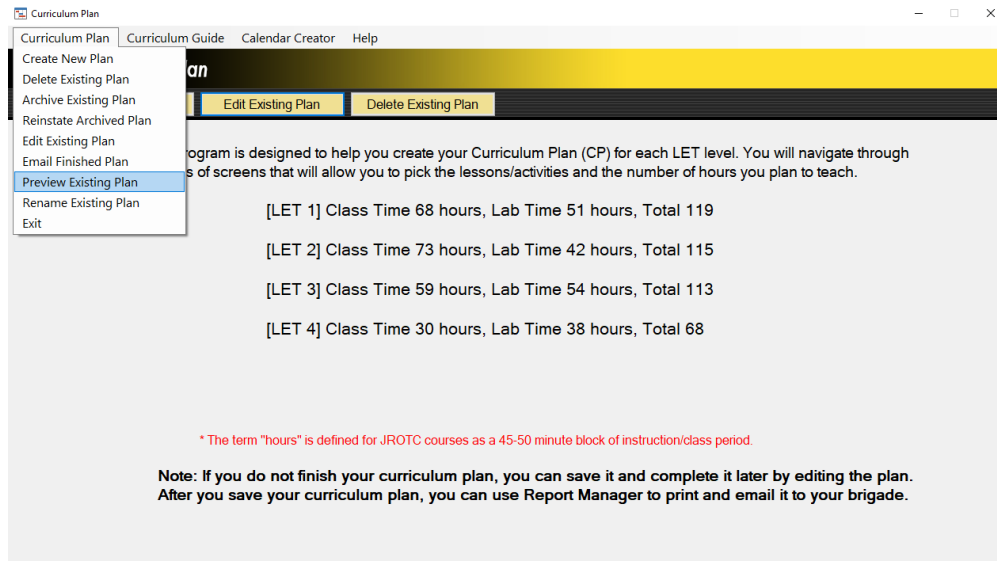 Curriculum Plan
Curriculum Plan Curriculum Guide Calendar Creator Help
Create New Plan
Delete Existing Plan
Archive Existing Plan
Reinstate Archived Plan
Edit Existing Plan
Email Finished Plan
Preview Existing Plan
Rename Existing Plan
Exit
an
Edit Existing Plan Delete Existing Plan
ogram is designed to help you create your Curriculum Plan (CP) for each LET level. You will navigate through
s of screens that will allow you to pick the lessons/activities and the number of hours you plan to teach.
[LET 1] Class Time 68 hours, Lab Time 51 hours, Total 119
[LET 2] Class Time 73 hours, Lab Time 42 hours, Total 115
[LET 3] Class Time 59 hours, Lab Time 54 hours, Total 113
[LET 4] Class Time 30 hours, Lab Time 38 hours, Total 68
* The term "hours" is defined for JROTC courses as a 45-50 minute block of instruction/class period.
Note: If you do not finish your curriculum plan, you can save it and complete it later by editing the plan.
After you save your curriculum plan, you can use Report Manager to print and email it to your brigade.